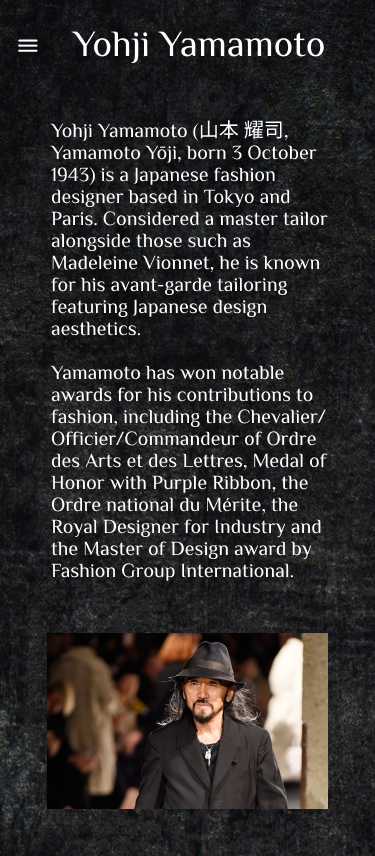 Yohji Yamamoto
Yohji Yamamoto (山本 耀司,
Yamamoto Yōji, born 3 October
1943) is a Japanese fashion
designer based in Tokyo and
Paris. Considered a master tailor
alongside those such as
Madeleine Vionnet, he is known
for his avant-garde tailoring
featuring Japanese design
aesthetics.
Yamamoto has won notable
awards for his contributions to
fashion, including the Chevalier/
Officier/Commandeur of Ordre
des Arts et des Lettres, Medal of
Honor with Purple Ribbon, the
Ordre national du Mérite, the
Royal Designer for Industry and
the Master of Design award by
Fashion Group International.